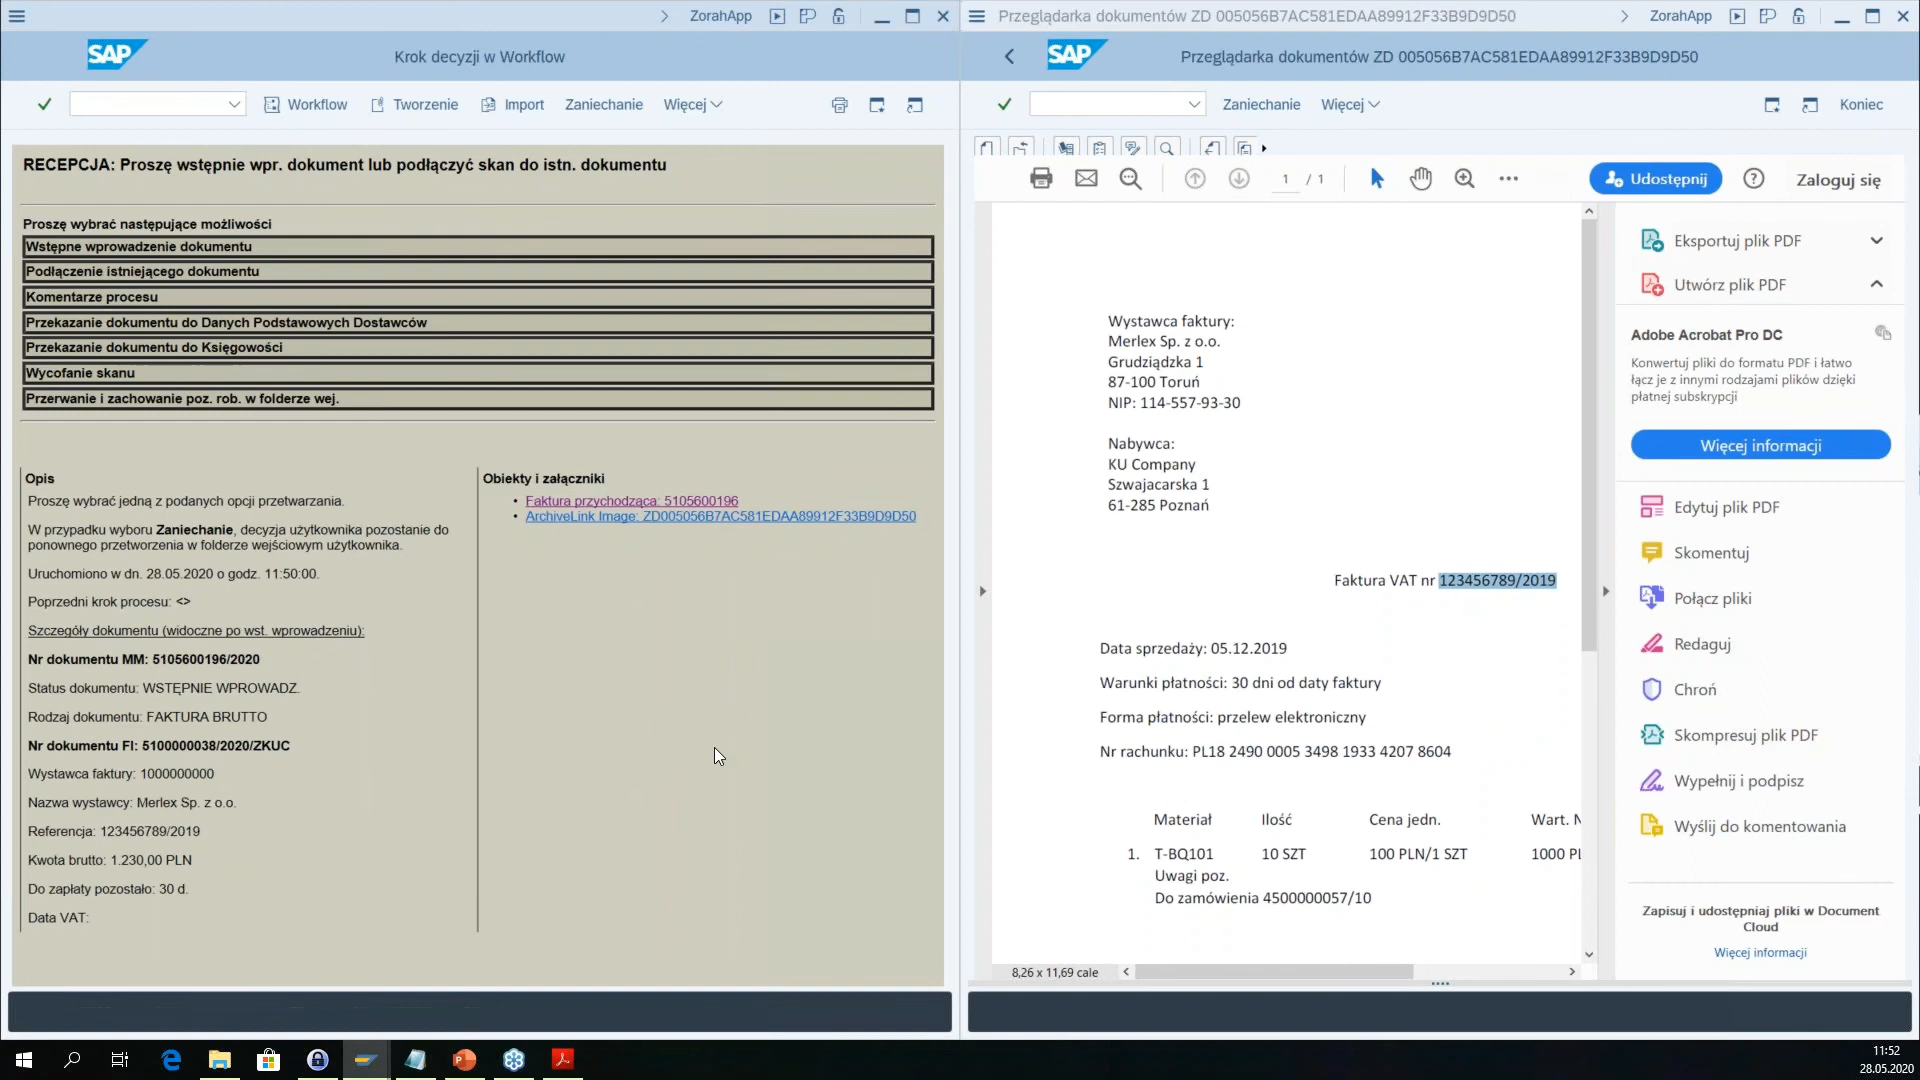 ZorahApp
SAP
Krok decyzji w Workflow
Workflow
Tworzenie
Import
Zaniechanie
Więcej
RECEPCJA: Proszę wstępnie wpr. dokument lub podłączyć skan do istn. dokumentu
Proszę wybrać następujące możliwości
Wstępne wprowadzenie dokumentu
Podłączenie istniejącego dokumentu
Komentarze procesu
Przekazanie dokumentu do Danych Podstawowych Dostawców
Przekazanie dokumentu do Księgowości
Wycofanie skanu
Przerwanie i zachowanie poz. rob. w folderze wej.
Opis
Proszę wybrać jedną z podanych opcji przetwarzania.
W przypadku wyboru Zaniechanie, decyzja użytkownika pozostanie do
ponownego przetworzenia w folderze wejściowym użytkownika.
Uruchomiono w dn. 28.05.2020 o godz. 11:50:00.
Poprzedni krok procesu: <>
Szczegóły dokumentu (widoczne po wst. wprowadzeniu):
Nr dokumentu MM: 5105600196/2020
Status dokumentu: WSTĘPNIE WPROWADZ.
Rodzaj dokumentu: FAKTURA BRUTTO
Nr dokumentu FI: 5100000038/2020/ZKUC
Wystawca faktury: 1000000000
Nazwa wystawcy: Merlex Sp. z o.o.
Referencja: 123456789/2019
Kwota brutto: 1.230,00 PLN
Do zapłaty pozostało: 30 d.
Data VAT:
Obiekty i załączniki
• Faktura przychodząca: 5105600196
• ArchiveLink Image: ZD005056B7AC581EDAA89912F33B9D9D50
Przeglądarka dokumentów ZD 005056B7AC581EDAA89912F33B9D9D50
ZorahApp
SAP
Przeglądarka dokumentów ZD 005056B7AC581EDAA89912F33B9D9D50
Zaniechanie
Więcej
Koniec
1 / 1
Udostępnij
Zaloguj się
Wystawca faktury:
Merlex Sp. z o.o.
Grudziądzka 1
87-100 Toruń
NIP: 114-557-93-30
Nabywca:
KU Company
Szwajacarska 1
61-285 Poznań
Faktura VAT nr 123456789/2019
Data sprzedaży: 05.12.2019
Warunki płatności: 30 dni od daty faktury
Forma płatności: przelew elektroniczny
Nr rachunku: PL18 2490 0005 3498 1933 4207 8604
Materiał Ilość Cena jedn. Wart. N
1. T-BQ101 10 SZT 100 PLN/1 SZT 1000 PL
Uwagi poz.
Do zamówienia 4500000057/10
8,26 x 11,69 cale
Eksportuj plik PDF
Utwórz plik PDF
Adobe Acrobat Pro DC
Konwertuj pliki do formatu PDF i łatwo
łącz je z innymi rodzajami plików dzięki
płatnej subskrypcji
Więcej informacji
Edytuj plik PDF
Skomentuj
Połącz pliki
Redaguj
Chroń
Skompresuj plik PDF
Wypełnij i podpisz
Wyślij do komentowania
Zapisuj i udostępniaj pliki w Document
Cloud
Więcej informacji
11:52
28.05.2020